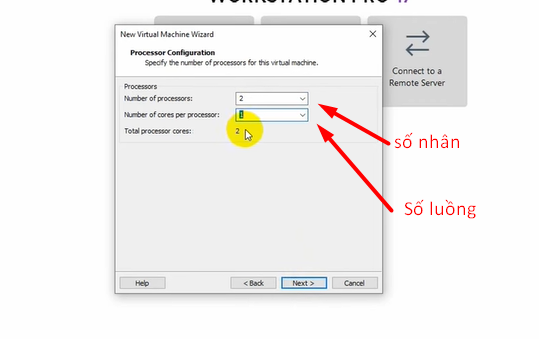 WORKSTATION PRO 17
New Virtual Machine Wizard
Processor Configuration
Specify the number of processors for this virtual machine.
Processors
Number of processors: 2
Number of cores per processor: 1
Total processor cores: 2
Connect to a
Remote Server
số nhân
Số luồng
Help
< Back
Next >
Cancel